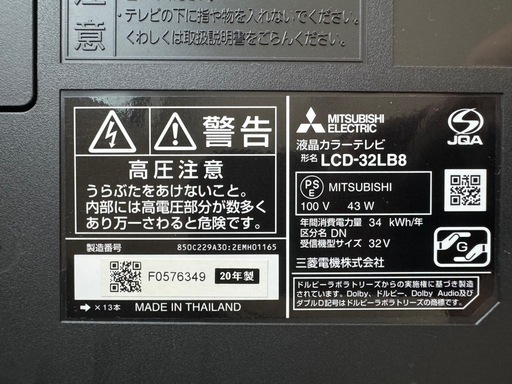 注意
・テレビの下に指や物を入れないでください。
くわしくは取扱説明書をごらんください。
警告
高圧注意
うらぶたをあけないこと。
内部には高電圧部分が数多く
あり万一さわると危険です。
製造番号
850C229A30:2EMH01165
F0576349
20年製
×13本
MADE IN THAILAND
MITSUBISHI
ELECTRIC
JQA
液晶カラーテレビ
形名 LCD-32LB8
PS
E
MITSUBISHI
100 V 43 W
年間消費電力量 34 kWh/年
区分名 DN
受信機型サイズ 32V
G
三菱電機株式会社
ドルビーラボラトリーズからの実施権に基づき製造さ
れています。Dolby、ドルビー、Dolby Audio及び
ダブルD記号はドルビーラボラトリーズの商標です。